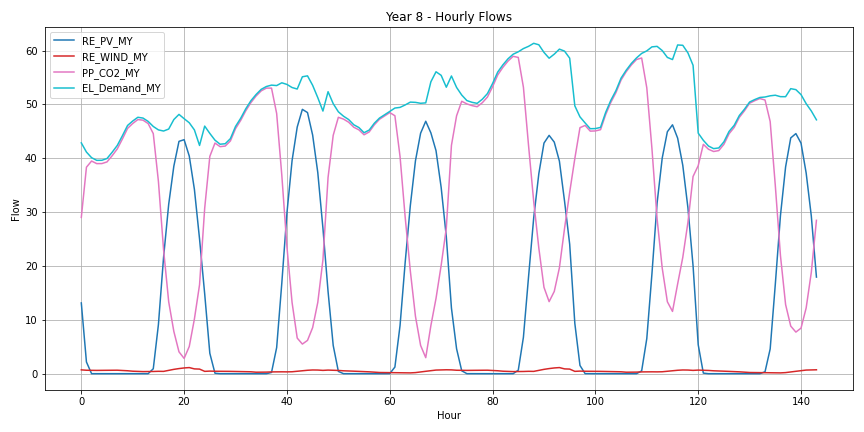 Year 8 - Hourly Flows
RE_PV_MY
RE_WIND_MY
PP_CO2_MY
EL_Demand_MY
Flow
60
50
40
30
20
10
0
0 20 40 60 80 100 120 140
Hour